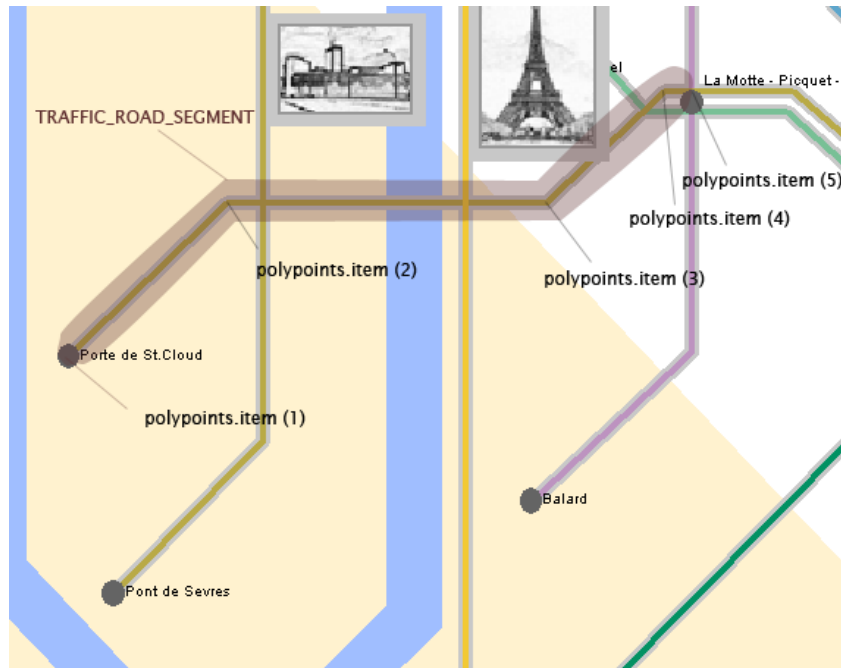 el
La Motte - Picquet -
TRAFFIC_ROAD_SEGMENT
polypoints.item (5)
polypoints.item (4)
polypoints.item (2)
polypoints.item (3)
Porte de St.Cloud
polypoints.item (1)
Balard
Pont de Sevres